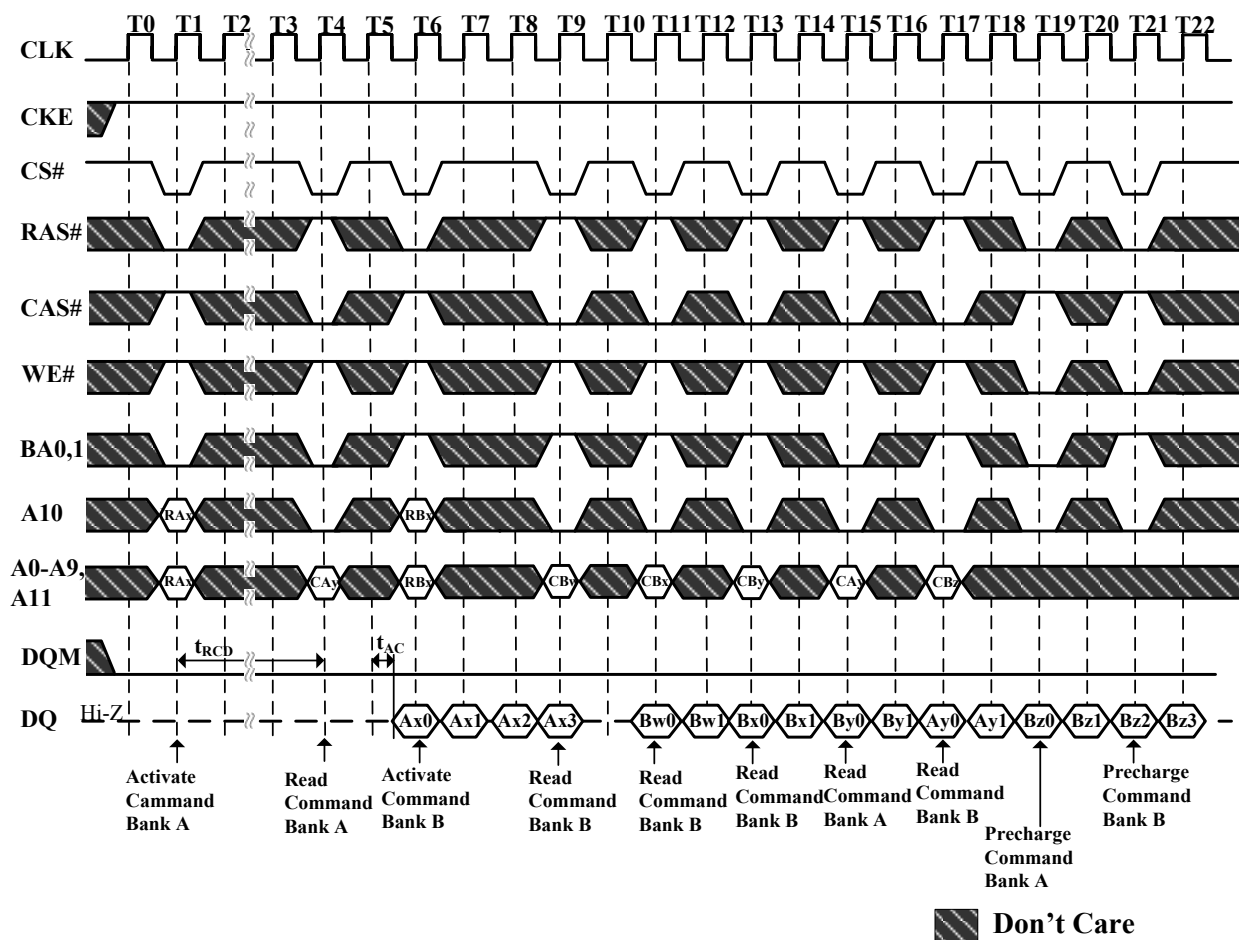 T0 T1 T2 T3 T4 T5 T6 T7 T8 T9 T10 T11 T12 T13 T14 T15 T16 T17 T18 T19 T20 T21 T22
CLK
CKE
CS#
RAS#
CAS#
WE#
BA0,1
A10
RAx RBx
A0-A9,
A11
RAx CAy RBx CBw CBx CBy CAy CBz
DQM
tRCD tAC
DQ
Hi-Z
Ax0 Ax1 Ax2 Ax3 Bw0 Bw1 Bx0 Bx1 By0 By1 Ay0 Ay1 Bz0 Bz1 Bz2 Bz3
Activate
Cammand
Bank A
Read
Command
Bank A
Activate
Command
Bank B
Read
Command
Bank B
Read
Command
Bank B
Read
Command
Bank B
Read
Command
Bank A
Read
Command
Bank B
Precharge
Command
Bank A
Precharge
Command
Bank B
Don't Care